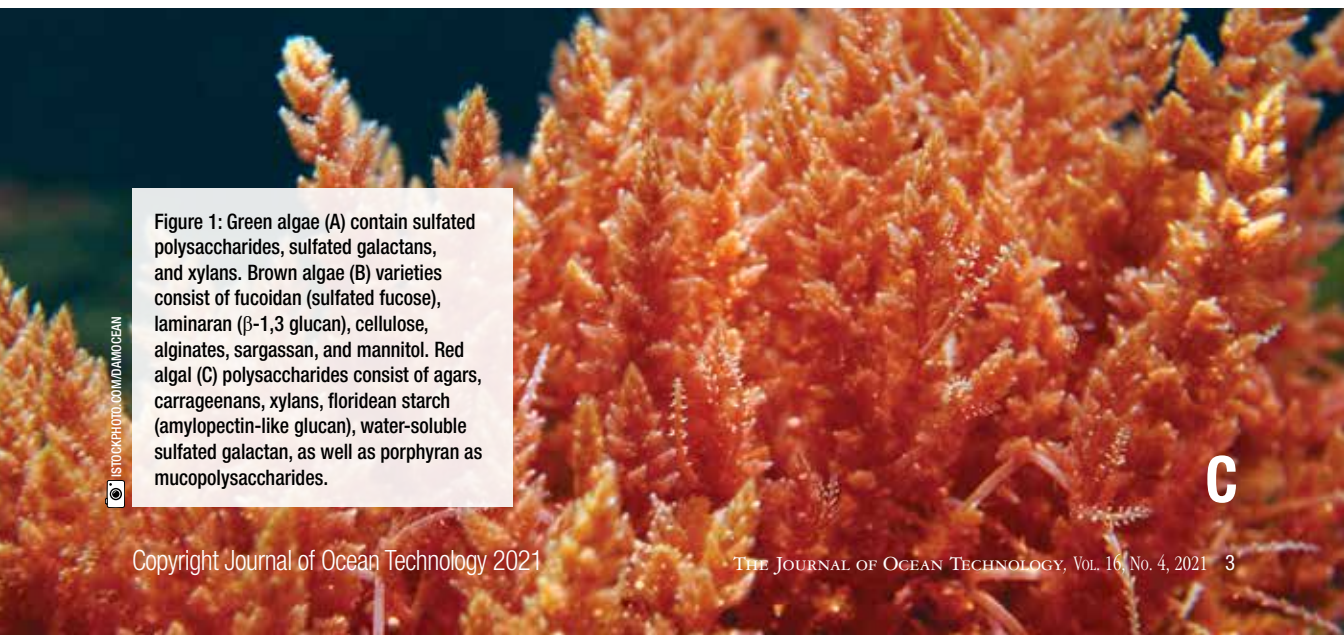 Figure 1: Green algae (A) contain sulfated
polysaccharides, sulfated galactans,
and xylans. Brown algae (B) varieties
consist of fucoidan (sulfated fucose),
laminaran (β-1,3 glucan), cellulose,
alginates, sargassan, and mannitol. Red
algal (C) polysaccharides consist of agars,
carrageenans, xylans, floridean starch
(amylopectin-like glucan), water-soluble
sulfated galactan, as well as porphyran as
mucopolysaccharides.
ISTOCKPHOTO.COM/DAMOCEAN
C
Copyright Journal of Ocean Technology 2021
THE JOURNAL OF OCEAN TECHNOLOGY, VOL. 16, NO. 4, 2021 3